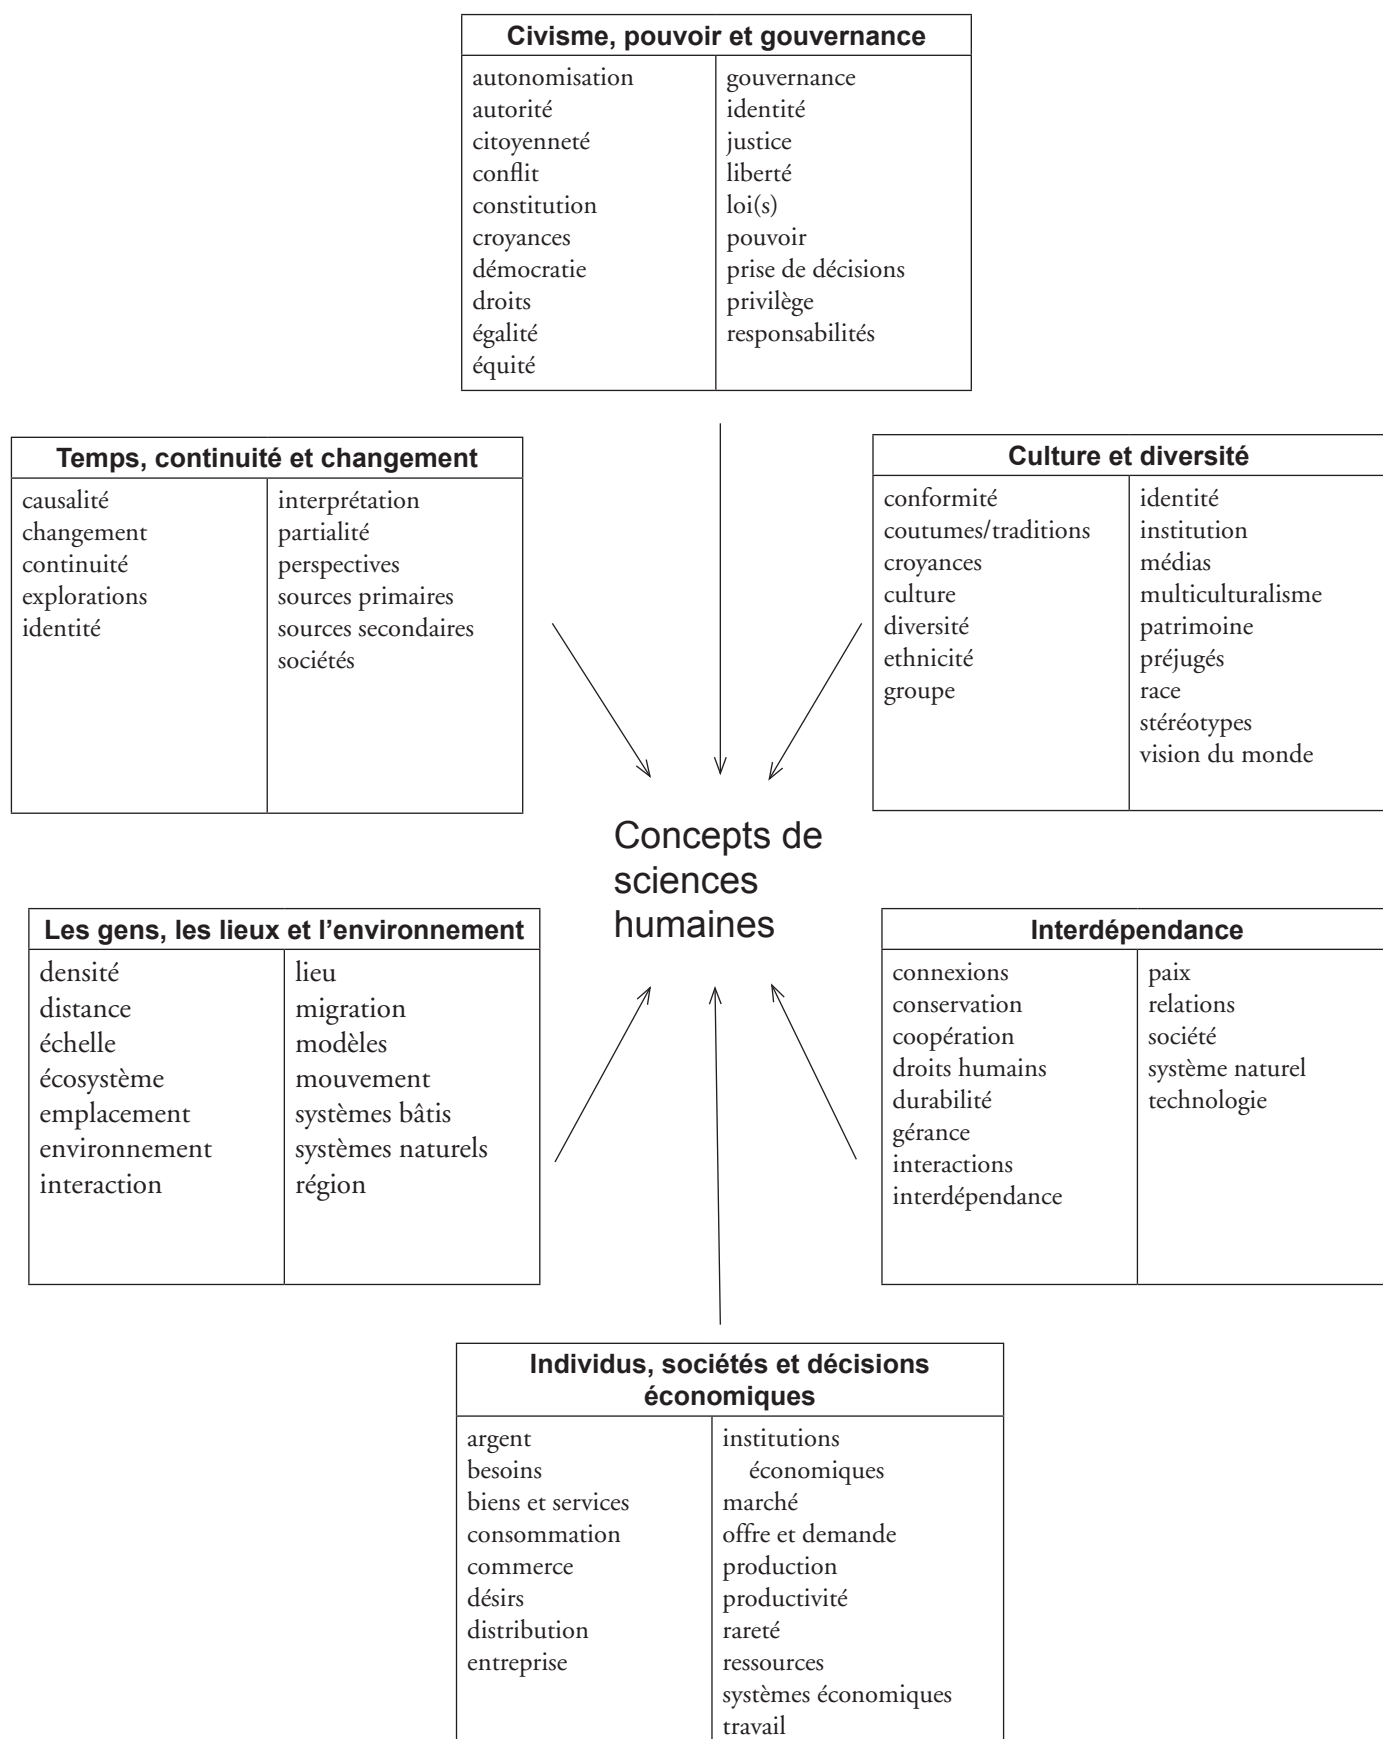 Civisme, pouvoir et gouvernance
autonomisation
autorité
citoyenneté
conflit
constitution
croyances
démocratie
droits
égalité
équité
gouvernance
identité
justice
liberté
loi(s)
pouvoir
prise de décisions
privilège
responsabilités
Temps, continuité et changement
causalité
changement
continuité
explorations
identité
interprétation
partialité
perspectives
sources primaires
sources secondaires
sociétés
Culture et diversité
conformité
coutumes/traditions
croyances
culture
diversité
ethnicité
groupe
identité
institution
médias
multiculturalisme
patrimoine
préjugés
race
stéréotypes
vision du monde
Concepts de
sciences
humaines
Les gens, les lieux et l’environnement
densité
distance
échelle
écosystème
emplacement
environnement
interaction
lieu
migration
modèles
mouvement
systèmes bâtis
systèmes naturels
région
Interdépendance
connexions
conservation
coopération
droits humains
durabilité
gérance
interactions
interdépendance
paix
relations
société
système naturel
technologie
Individus, sociétés et décisions
économiques
argent
besoins
biens et services
consommation
commerce
désirs
distribution
entreprise
institutions
économiques
marché
offre et demande
production
productivité
rareté
ressources
systèmes économiques
travail